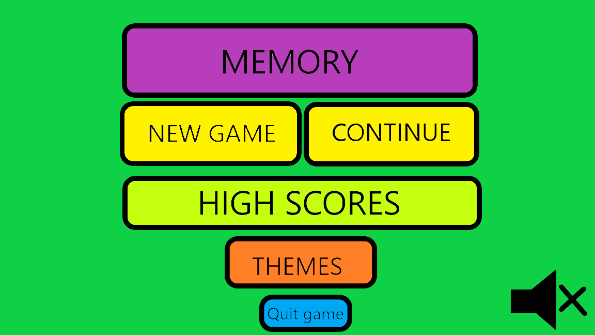 MEMORY
NEW GAME
CONTINUE
HIGH SCORES
THEMES
Quit game